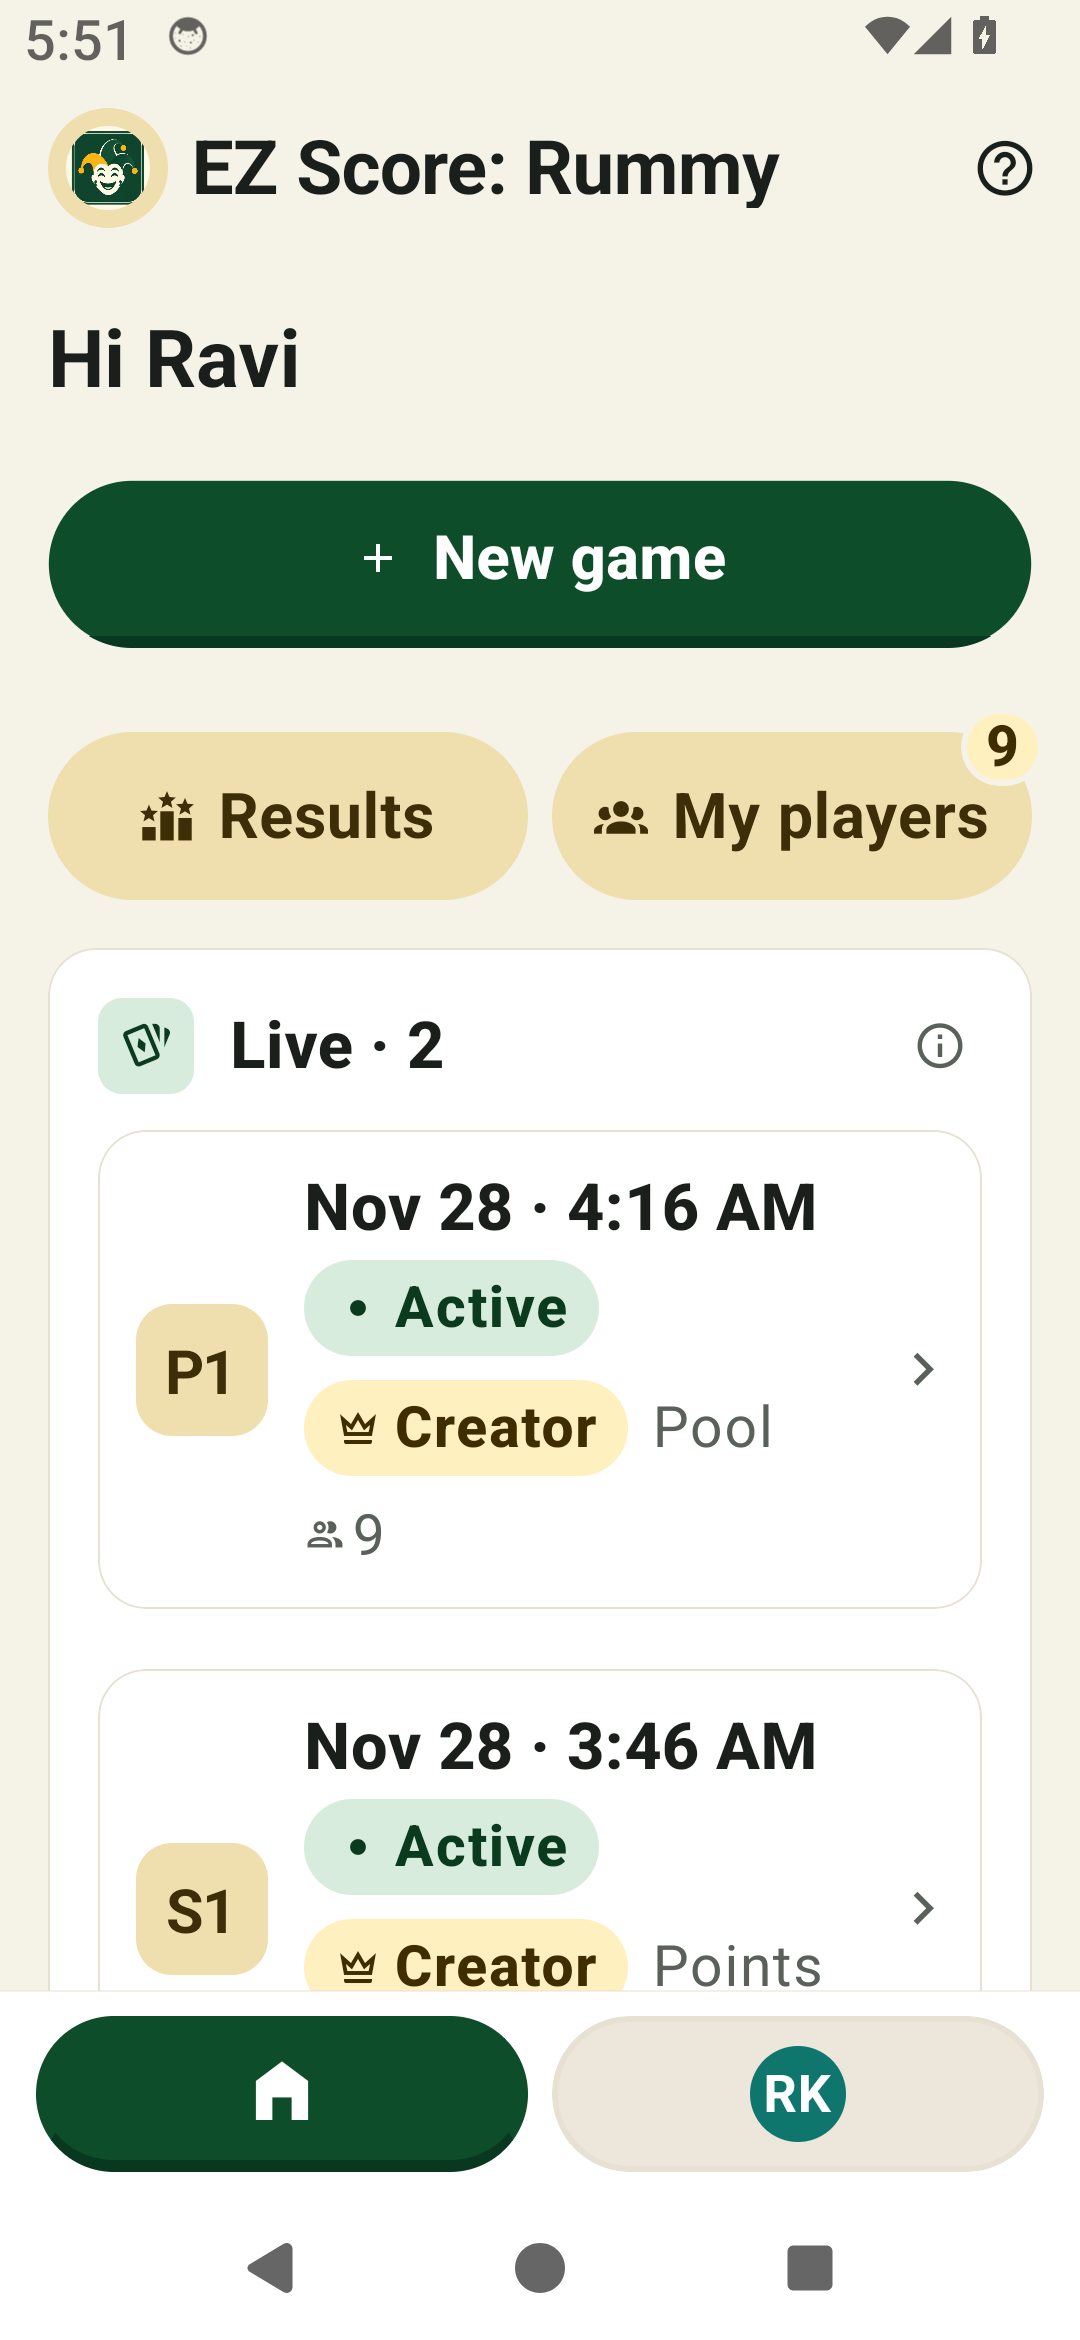 5:51
EZ Score: Rummy
Hi Ravi
+ New game
Results
My players
9
Live · 2
Nov 28 · 4:16 AM
• Active
P1
Creator
Pool
9
Nov 28 · 3:46 AM
• Active
S1
Creator
Points
RK